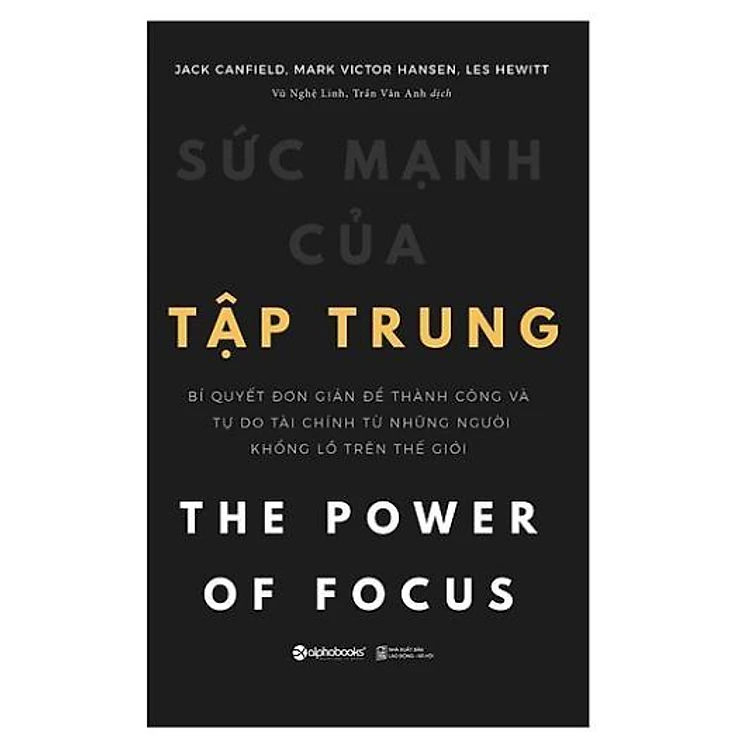 JACK CANFIELD, MARK VICTOR HANSEN, LES HEWITT
Vũ Nghệ Linh, Trần Vân Anh dịch
SỨC MẠNH
CỦA
TẬP TRUNG
BÍ QUYẾT ĐƠN GIẢN ĐỂ THÀNH CÔNG VÀ
TỰ DO TÀI CHÍNH TỪ NHỮNG NGƯỜI
KHỔNG LỒ TRÊN THẾ GIỚI
THE POWER
OF FOCUS
alphabooks
NHÀ XUẤT BẢN
LAO ĐỘNG - XÃ HỘI